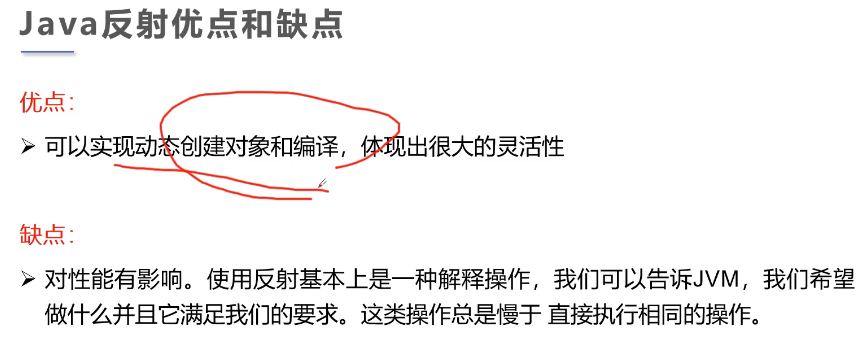 Java反射优点和缺点
优点：
➢ 可以实现动态创建对象和编译，体现出很大的灵活性
缺点：
➢ 对性能有影响。使用反射基本上是一种解释操作，我们可以告诉JVM，我们希望
做什么并且它满足我们的要求。这类操作总是慢于 直接执行相同的操作。